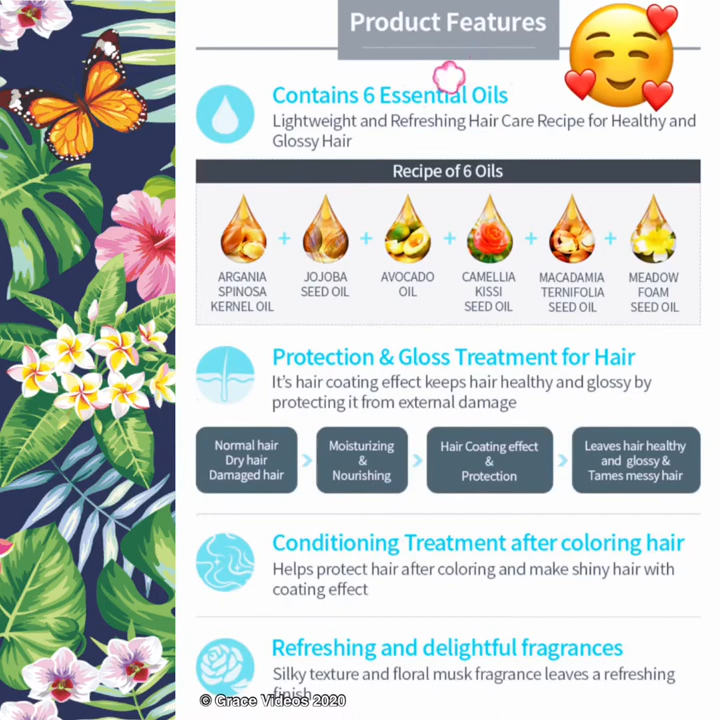 Product Features
Contains 6 Essential Oils
Lightweight and Refreshing Hair Care Recipe for Healthy and
Glossy Hair
Recipe of 6 Oils
ARGANIA
SPINOSA
KERNEL OIL
JOJOBA
SEED OIL
AVOCADO
OIL
CAMELLIA
KISSI
SEED OIL
MACADAMIA
TERNIFOLIA
SEED OIL
MEADOW
FOAM
SEED OIL
Protection & Gloss Treatment for Hair
It's hair coating effect keeps hair healthy and glossy by
protecting it from external damage
Normal hair
Dry hair
Damaged hair
Moisturizing
&
Nourishing
Hair Coating effect
&
Protection
Leaves hair healthy
and glossy &
Tames messy hair
Conditioning Treatment after coloring hair
Helps protect hair after coloring and make shiny hair with
coating effect
Refreshing and delightful fragrances
Silky texture and floral musk fragrance leaves a refreshing
finish
© Grace Videos 2020